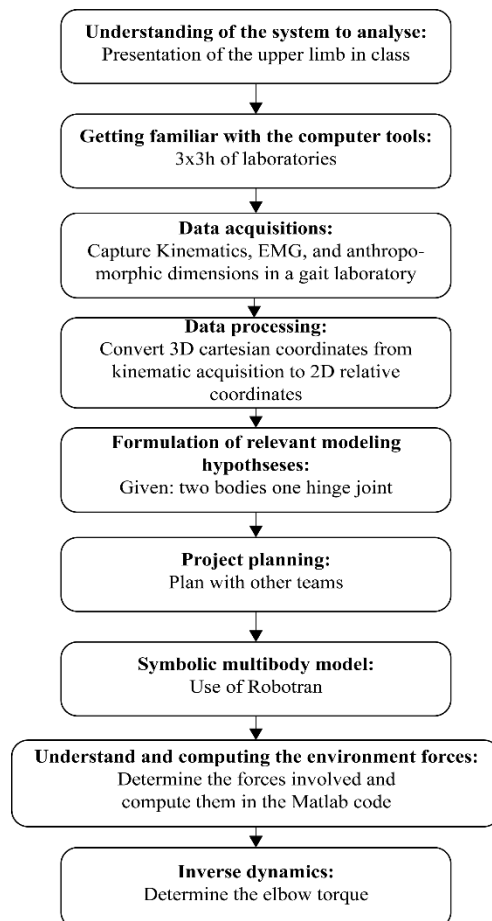 Understanding of the system to analyse:
Presentation of the upper limb in class
Getting familiar with the computer tools:
3x3h of laboratories
Data acquisitions:
Capture Kinematics, EMG, and anthropo-
morphic dimensions in a gait laboratory
Data processing:
Convert 3D cartesian coordinates from
kinematic acquisition to 2D relative
coordinates
Formulation of relevant modeling
hypothseses:
Given: two bodies one hinge joint
Project planning:
Plan with other teams
Symbolic multibody model:
Use of Robotran
Understand and computing the environment forces:
Determine the forces involved and
compute them in the Matlab code
Inverse dynamics:
Determine the elbow torque